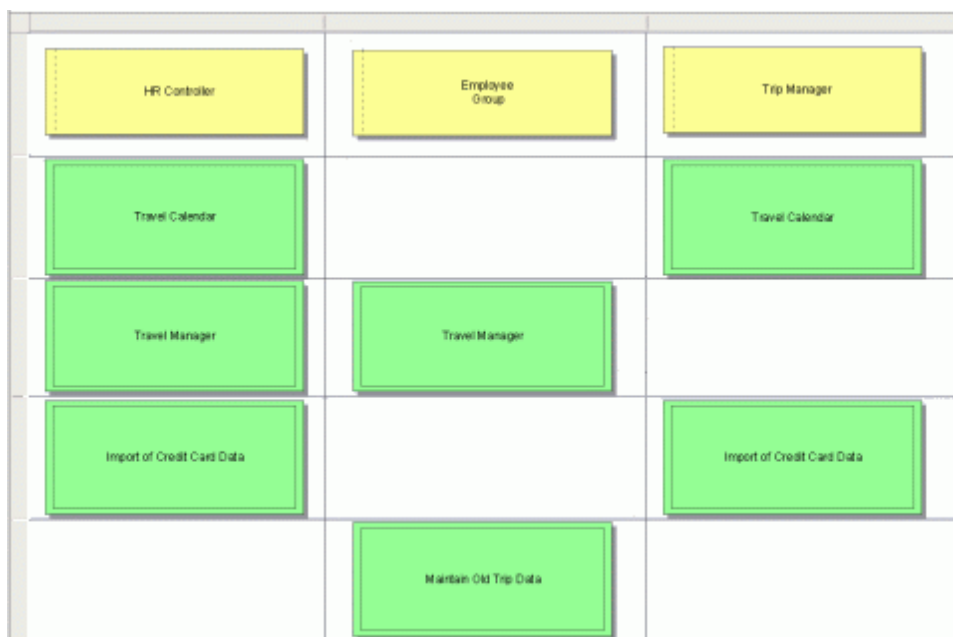 HR Controller
Employee
Group
Trip Manager
Travel Calendar
Travel Calendar
Travel Manager
Travel Manager
Import of Credit Card Data
Import of Credit Card Data
Maintain Old Trip Data